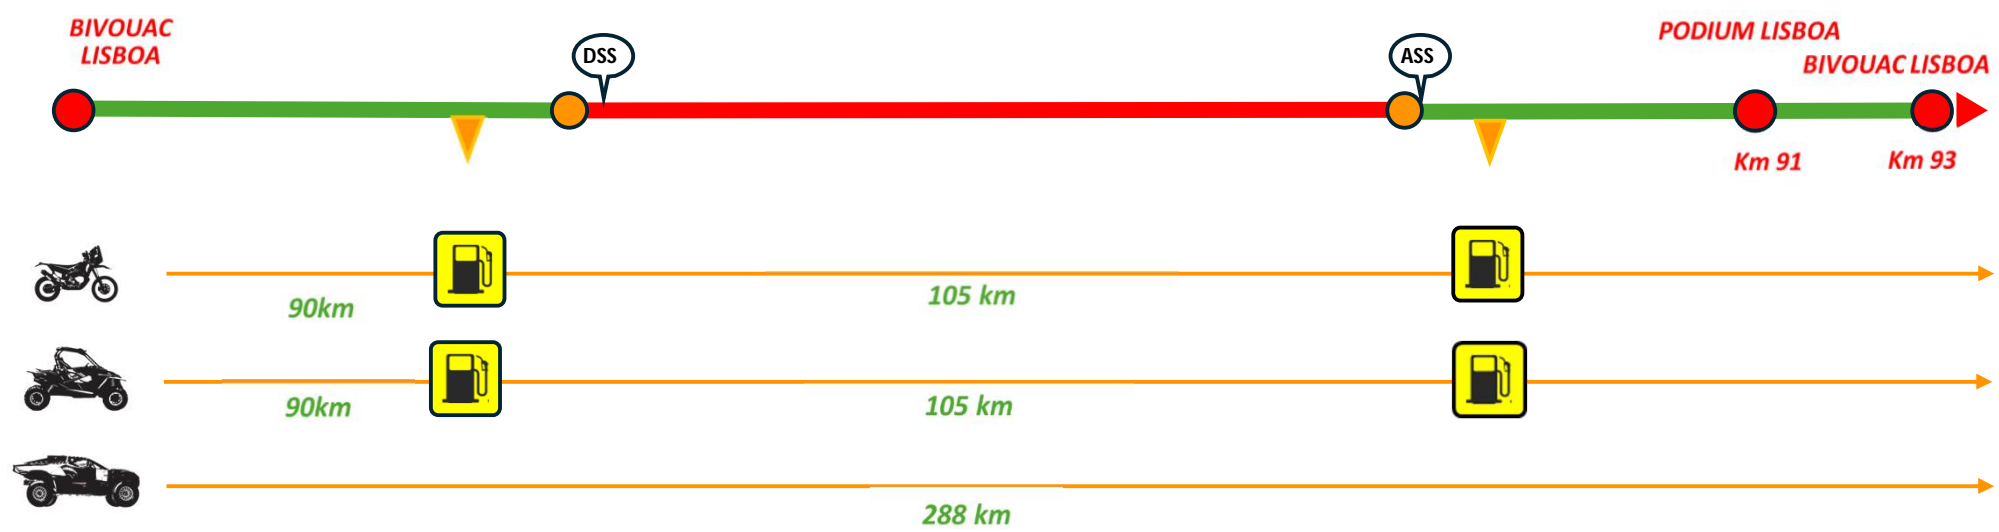 BIVOUAC
LISBOA
DSS
ASS
PODIUM LISBOA
BIVOUAC LISBOA
Km 91
Km 93
90km
105 km
90km
105 km
288 km